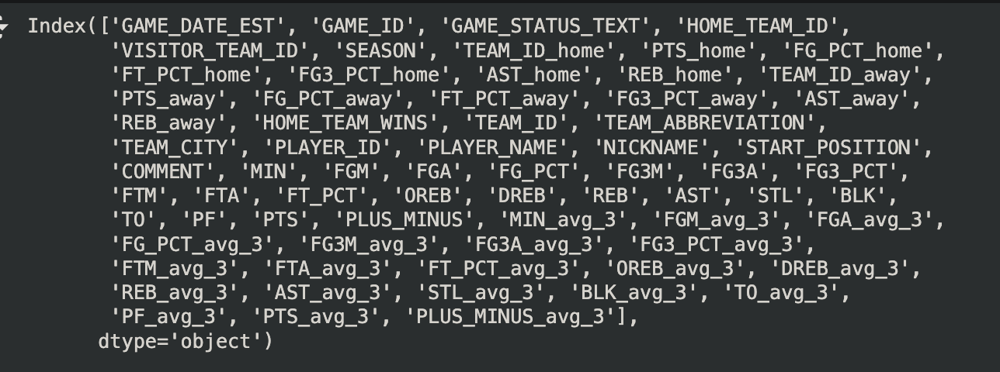 Index(['GAME_DATE_EST', 'GAME_ID', 'GAME_STATUS_TEXT', 'HOME_TEAM_ID',
'VISITOR_TEAM_ID', 'SEASON', 'TEAM_ID_home', 'PTS_home', 'FG_PCT_home',
'FT_PCT_home', 'FG3_PCT_home', 'AST_home', 'REB_home', 'TEAM_ID_away',
'PTS_away', 'FG_PCT_away', 'FT_PCT_away', 'FG3_PCT_away', 'AST_away',
'REB_away', 'HOME_TEAM_WINS', 'TEAM_ID', 'TEAM_ABBREVIATION',
'TEAM_CITY', 'PLAYER_ID', 'PLAYER_NAME', 'NICKNAME', 'START_POSITION',
'COMMENT', 'MIN', 'FGM', 'FGA', 'FG_PCT', 'FG3M', 'FG3A', 'FG3_PCT',
'FTM', 'FTA', 'FT_PCT', 'OREB', 'DREB', 'REB', 'AST', 'STL', 'BLK',
'TO', 'PF', 'PTS', 'PLUS_MINUS', 'MIN_avg_3', 'FGM_avg_3', 'FGA_avg_3',
'FG_PCT_avg_3', 'FG3M_avg_3', 'FG3A_avg_3', 'FG3_PCT_avg_3',
'FTM_avg_3', 'FTA_avg_3', 'FT_PCT_avg_3', 'OREB_avg_3', 'DREB_avg_3',
'REB_avg_3', 'AST_avg_3', 'STL_avg_3', 'BLK_avg_3', 'TO_avg_3',
'PF_avg_3', 'PTS_avg_3', 'PLUS_MINUS_avg_3'],
dtype='object')